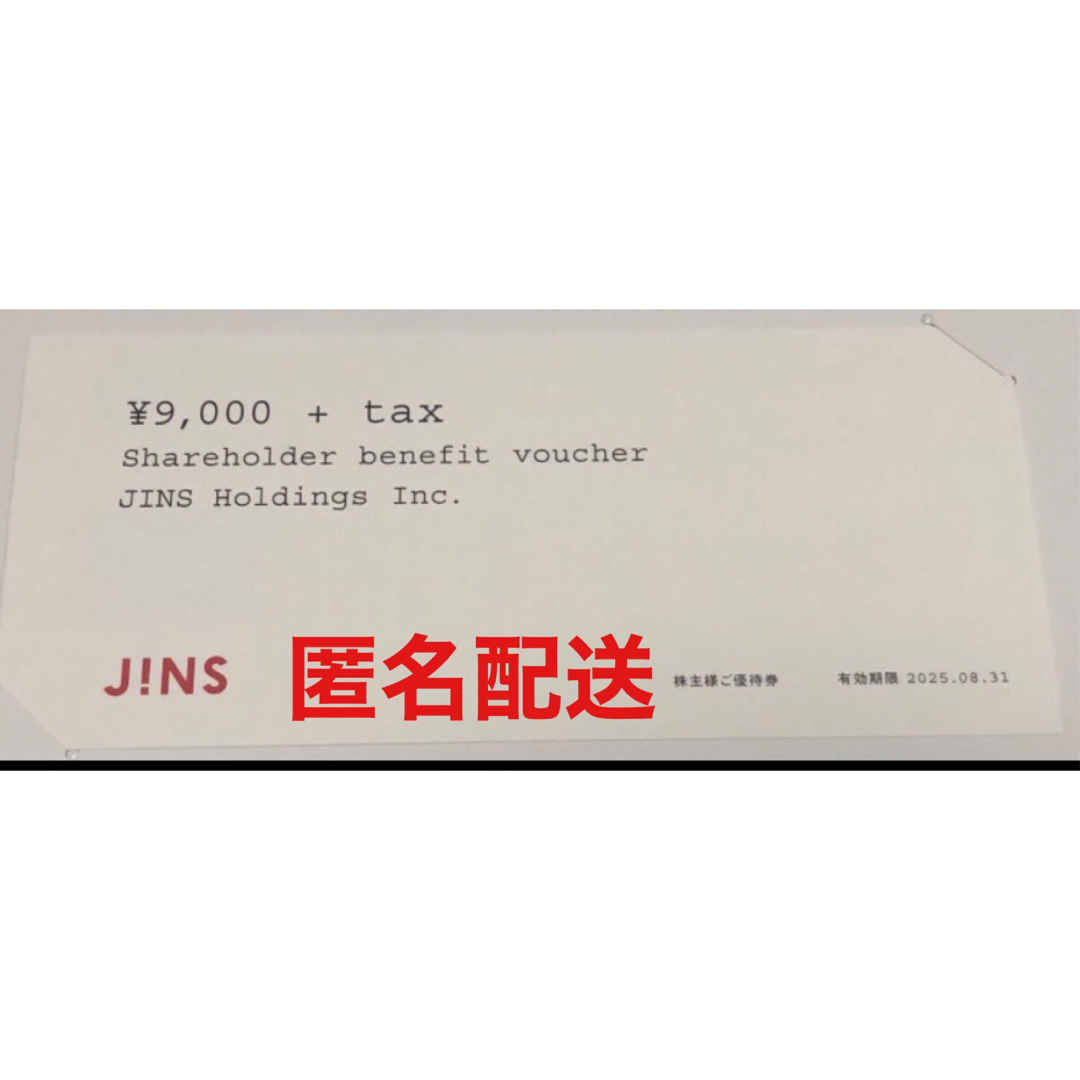 ¥9,000 + tax
Shareholder benefit voucher
JINS Holdings Inc.
J!NS 匿名配送 株主様ご優待券 有効期限 2025.08.31